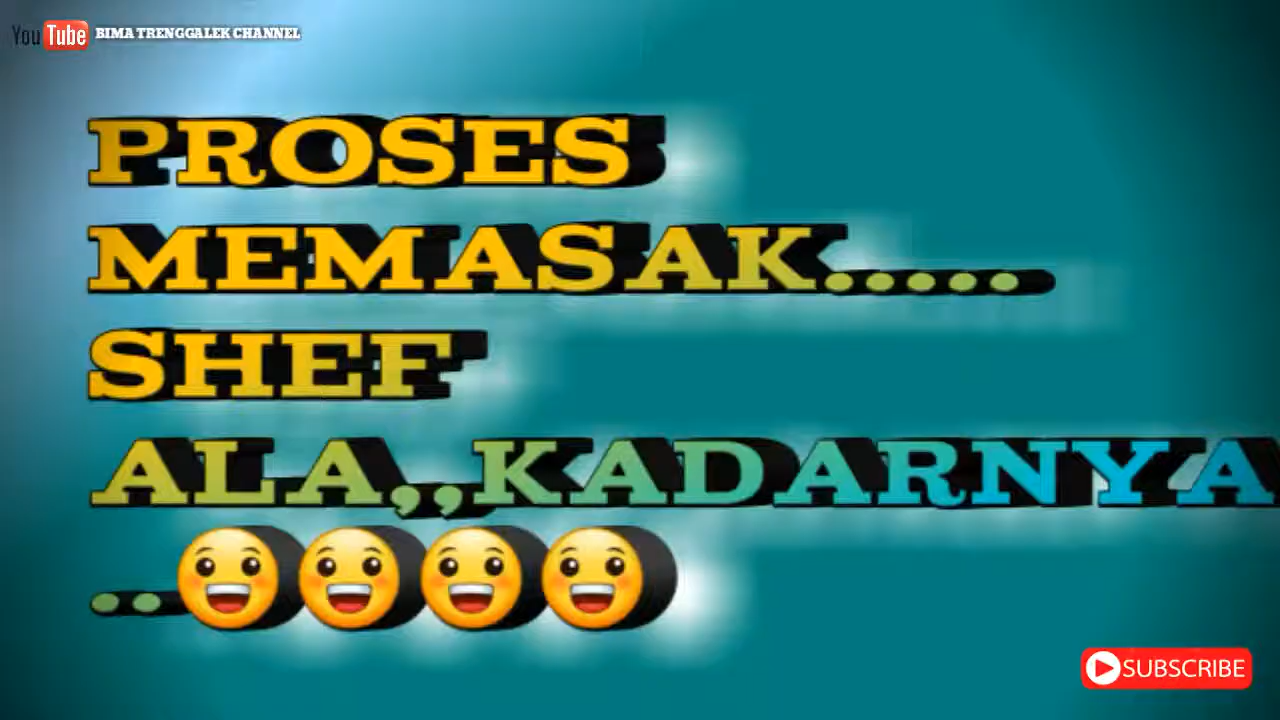 YouTube BIMA TRENGGALEK CHANNEL
PROSES
MEMASAK.....
SHEF
ALA,,KADARNYA
..😀😀😀😀
SUBSCRIBE